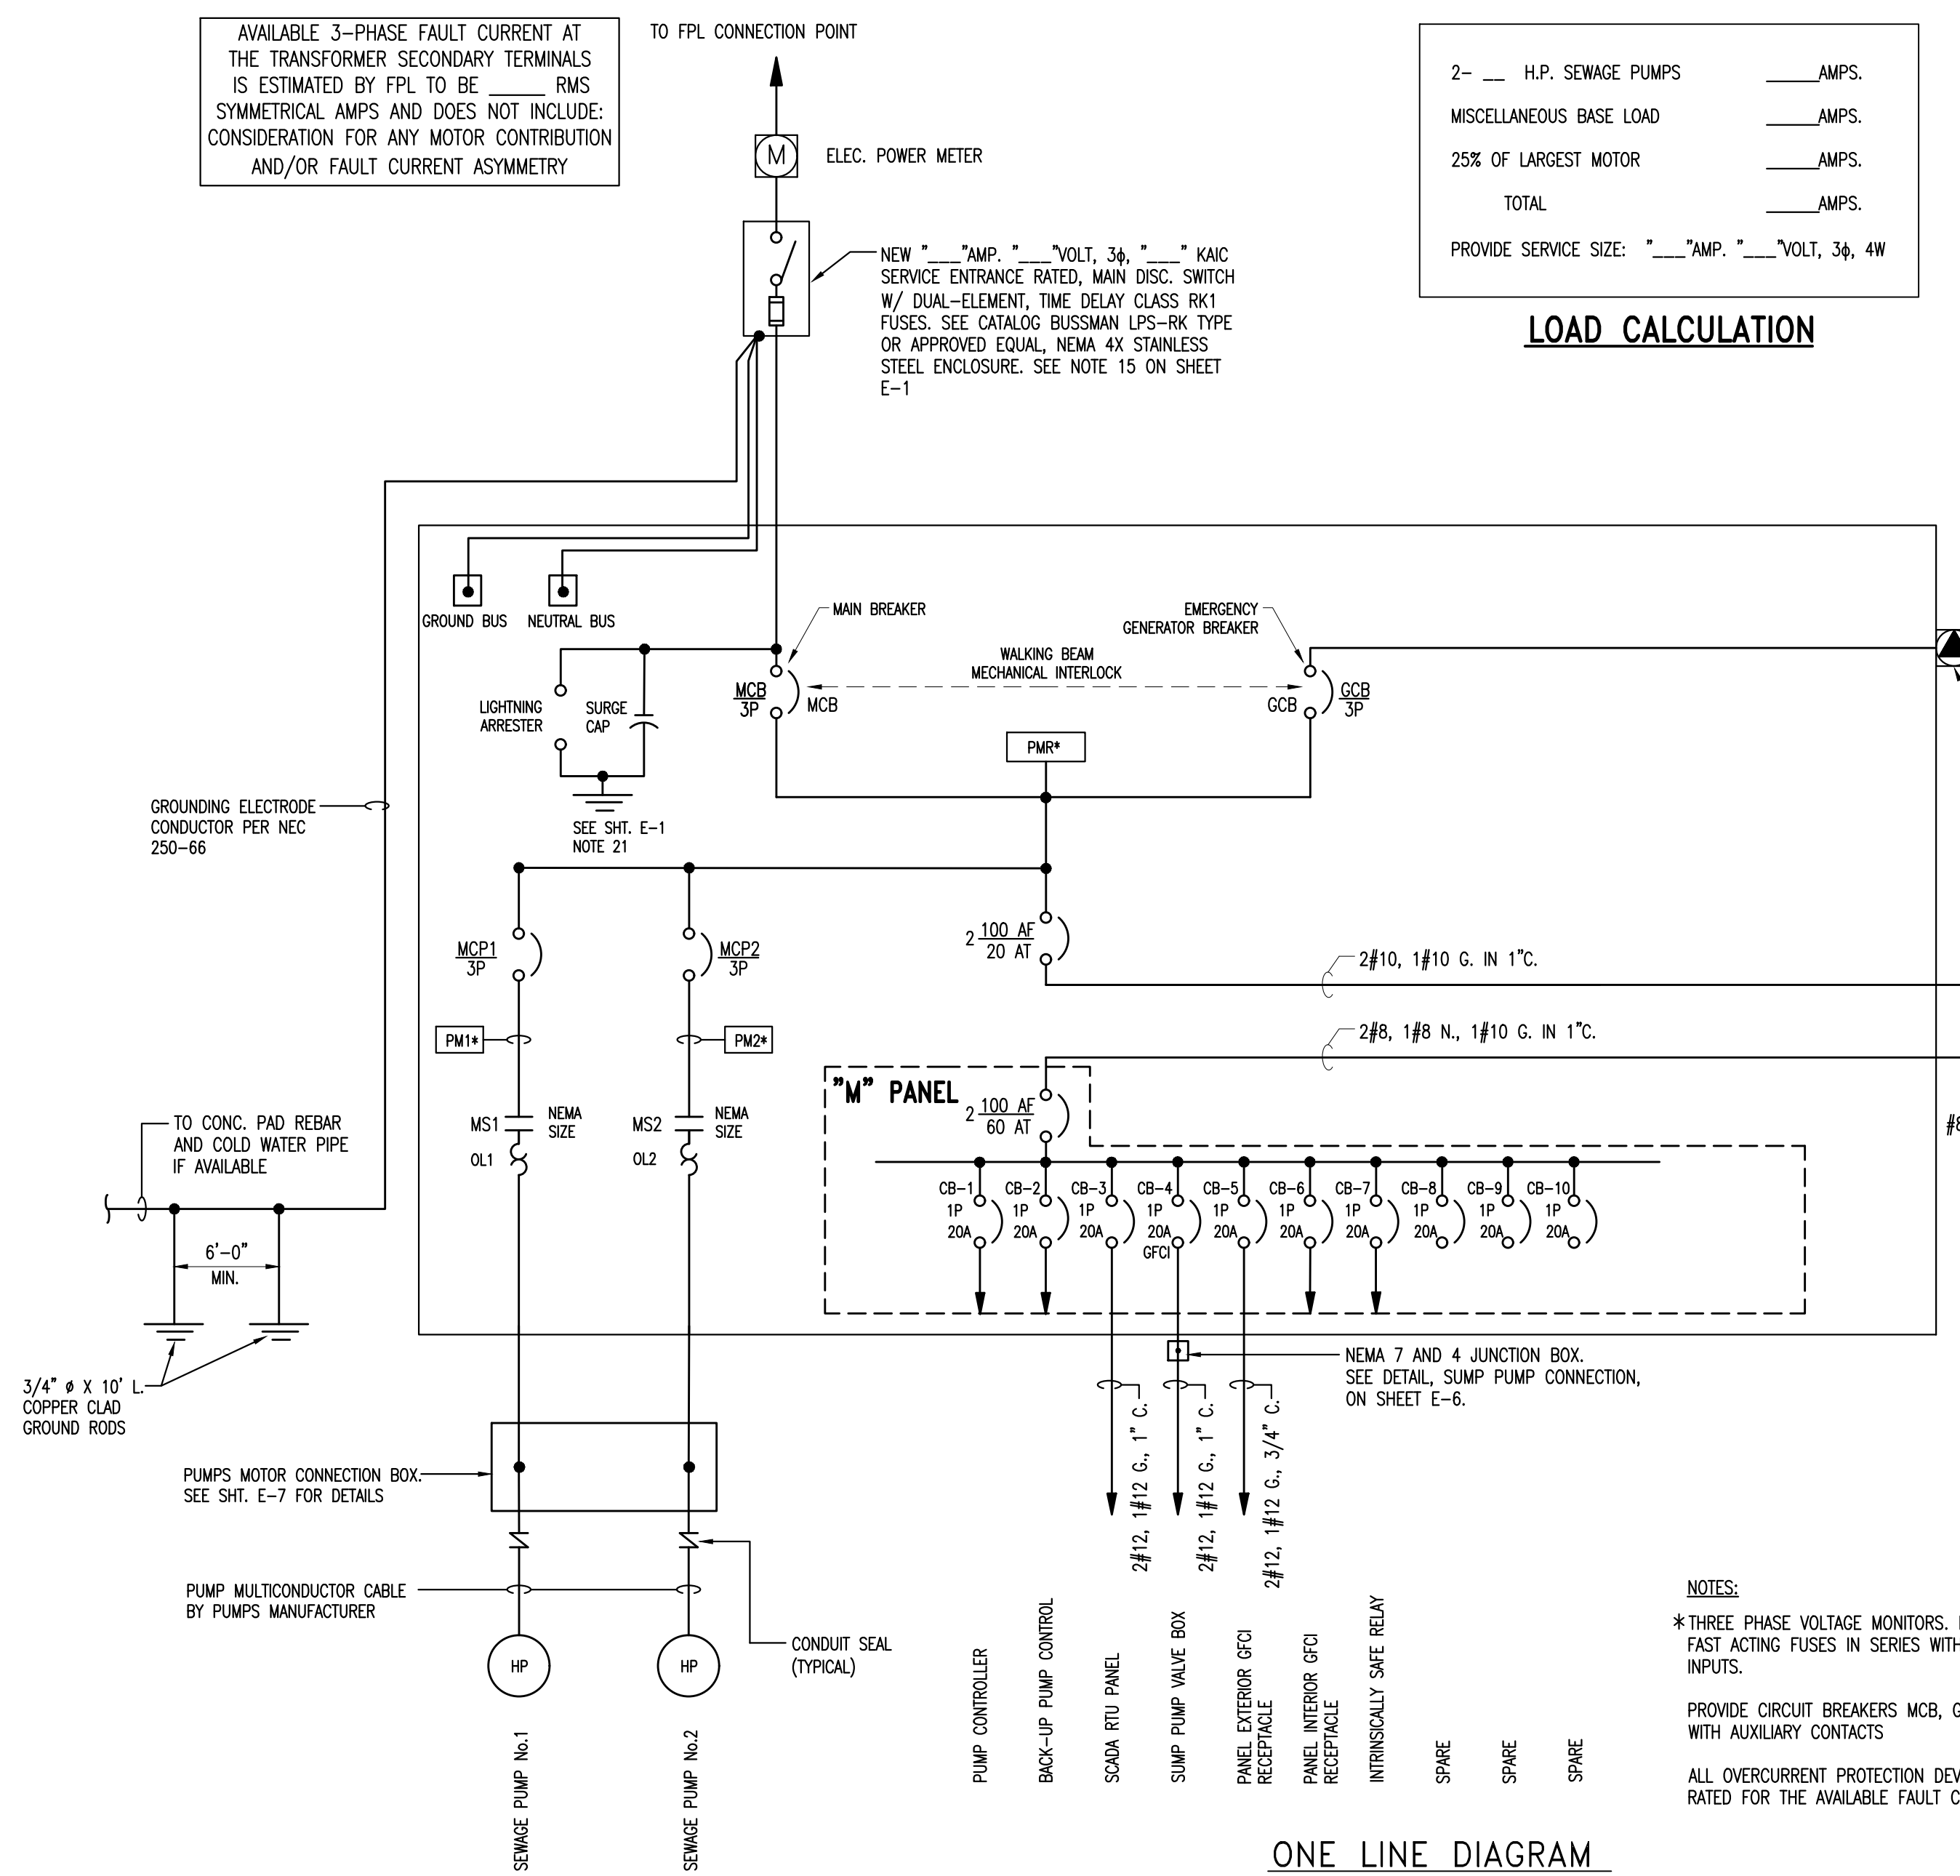 AVAILABLE 3-PHASE FAULT CURRENT AT
THE TRANSFORMER SECONDARY TERMINALS
IS ESTIMATED BY FPL TO BE _____ RMS
SYMMETRICAL AMPS AND DOES NOT INCLUDE:
CONSIDERATION FOR ANY MOTOR CONTRIBUTION
AND/OR FAULT CURRENT ASYMMETRY
TO FPL CONNECTION POINT
M
ELEC. POWER METER
2- __ H.P. SEWAGE PUMPS _____AMPS.
MISCELLANEOUS BASE LOAD _____AMPS.
25% OF LARGEST MOTOR _____AMPS.
TOTAL _____AMPS.
PROVIDE SERVICE SIZE: "___"AMP. "___"VOLT, 3ϕ, 4W
LOAD CALCULATION
NEW "___"AMP. "___"VOLT, 3ϕ, "___" KAIC
SERVICE ENTRANCE RATED, MAIN DISC. SWITCH
W/ DUAL-ELEMENT, TIME DELAY CLASS RK1
FUSES. SEE CATALOG BUSSMAN LPS-RK TYPE
OR APPROVED EQUAL, NEMA 4X STAINLESS
STEEL ENCLOSURE. SEE NOTE 15 ON SHEET
E-1
GROUND BUS
NEUTRAL BUS
MAIN BREAKER
EMERGENCY
GENERATOR BREAKER
WALKING BEAM
MECHANICAL INTERLOCK
MCB
3P
MCB
GCB
GCB
3P
LIGHTNING
ARRESTER
SURGE
CAP
PMR*
SEE SHT. E-1
NOTE 21
GROUNDING ELECTRODE
CONDUCTOR PER NEC
250-66
MCP1
3P
MCP2
3P
2 100 AF
20 AT
2#10, 1#10 G. IN 1"C.
2#8, 1#8 N., 1#10 G. IN 1"C.
PM1*
PM2*
"M" PANEL
2 100 AF
60 AT
#8
MS1
NEMA
SIZE
OL1
MS2
NEMA
SIZE
OL2
TO CONC. PAD REBAR
AND COLD WATER PIPE
IF AVAILABLE
6'-0"
MIN.
3/4" ø X 10' L.
COPPER CLAD
GROUND RODS
CB-1
1P
20A
CB-2
1P
20A
CB-3
1P
20A
CB-4
1P
20A
GFCI
CB-5
1P
20A
CB-6
1P
20A
CB-7
1P
20A
CB-8
1P
20A
CB-9
1P
20A
CB-10
1P
20A
NEMA 7 AND 4 JUNCTION BOX.
SEE DETAIL, SUMP PUMP CONNECTION,
ON SHEET E-6.
2#12, 1#12 G., 1" C.
2#12, 1#12 G., 1" C.
2#12, 1#12 G., 3/4" C.
PUMPS MOTOR CONNECTION BOX.
SEE SHT. E-7 FOR DETAILS
PUMP MULTICONDUCTOR CABLE
BY PUMPS MANUFACTURER
CONDUIT SEAL
(TYPICAL)
HP
HP
SEWAGE PUMP No.1
SEWAGE PUMP No.2
PUMP CONTROLLER
BACK-UP PUMP CONTROL
SCADA RTU PANEL
SUMP PUMP VALVE BOX
PANEL EXTERIOR GFCI
RECEPTACLE
PANEL INTERIOR GFCI
RECEPTACLE
INTRINSICALLY SAFE RELAY
SPARE
SPARE
SPARE
NOTES:
*THREE PHASE VOLTAGE MONITORS.
FAST ACTING FUSES IN SERIES WITH
INPUTS.
PROVIDE CIRCUIT BREAKERS MCB,
WITH AUXILIARY CONTACTS
ALL OVERCURRENT PROTECTION
RATED FOR THE AVAILABLE FAULT
ONE LINE DIAGRAM